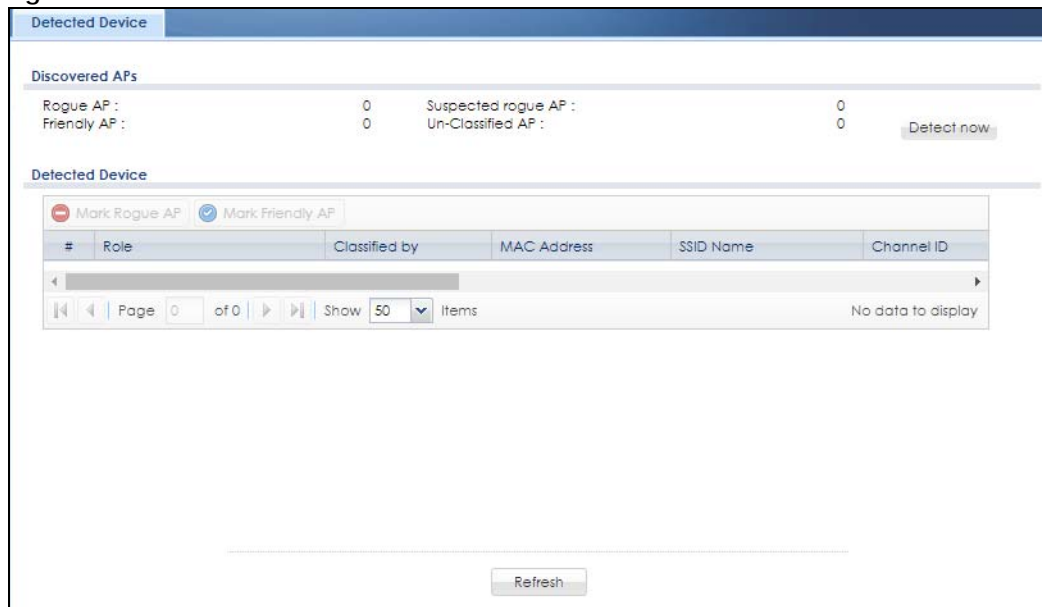 Detected Device
Discovered APs
Rogue AP : 0 Suspected rogue AP : 0
Friendly AP : 0 Un-Classified AP : 0 Detect now
Detected Device
Mark Rogue AP Mark Friendly AP
# Role Classified by MAC Address SSID Name Channel ID
Page 0 of 0 Show 50 Items No data to display
Refresh